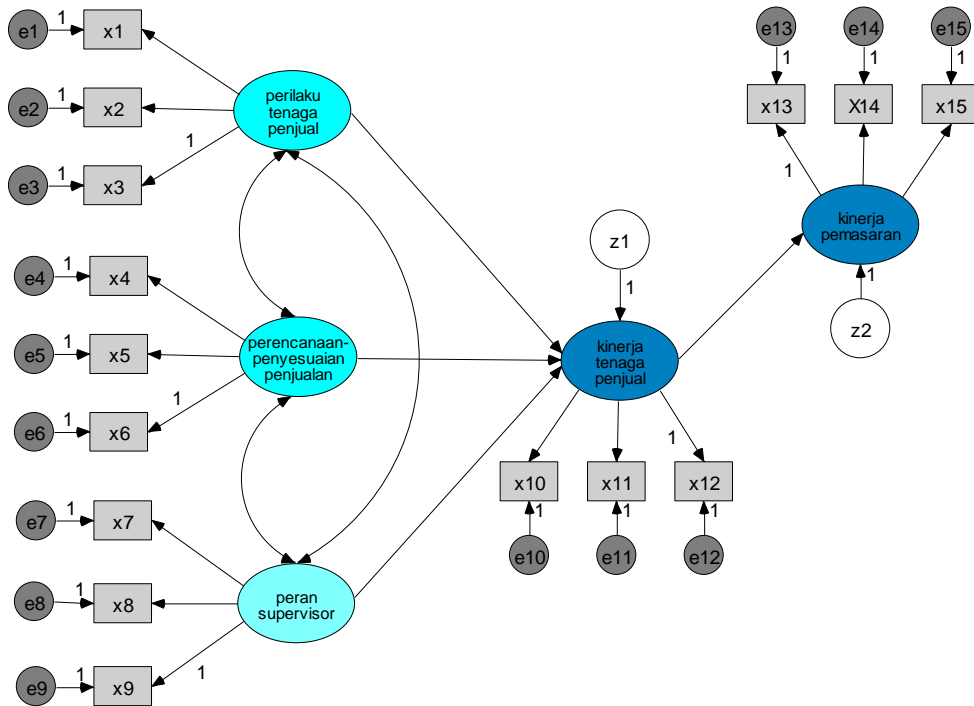 e1 1 x1
e2 1 x2
e3 1 x3
perilaku
tenaga
penjual
1
e4 1 x4
e5 1 x5
e6 1 x6
perencanaan-
penyesuaian
penjualan
1
e7 1 x7
e8 1 x8
e9 1 x9
peran
supervisor
1
z1
1
kinerja
tenaga
penjual
1
x10 x11 x12
1 1 1
e10 e11 e12
e13 e14 e15
1 1 1
x13 X14 x15
1
kinerja
pemasaran
1
z2